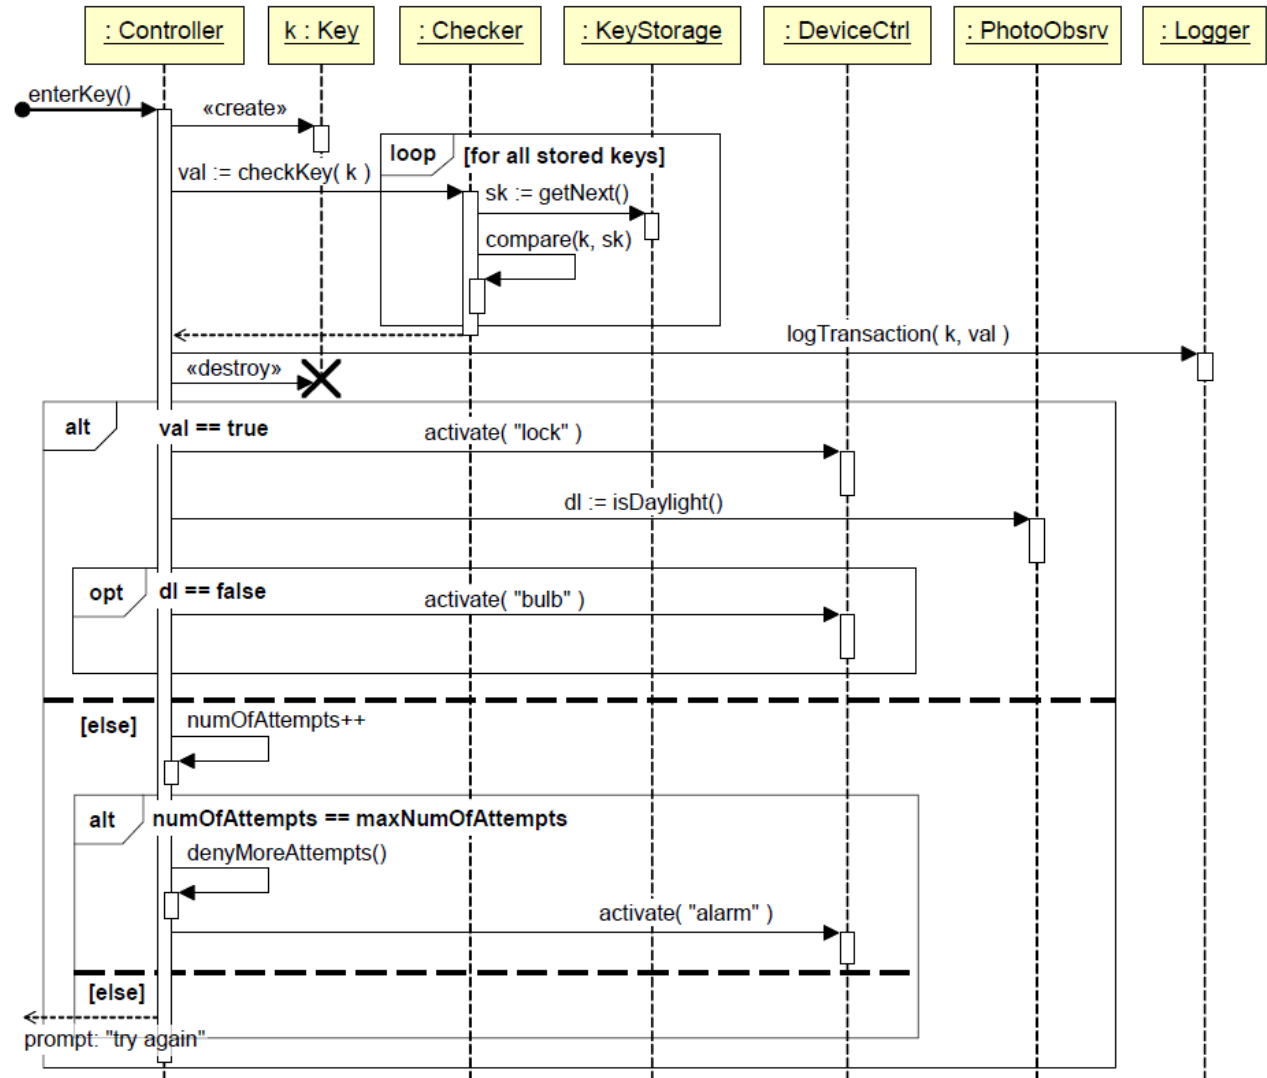 : Controller
k : Key
: Checker
: KeyStorage
: DeviceCtrl
: PhotoObsrv
: Logger
enterKey()
«create»
loop
[for all stored keys]
val := checkKey( k )
sk := getNext()
compare(k, sk)
logTransaction( k, val )
«destroy»
alt
val == true
activate( "lock" )
dl := isDaylight()
opt
dl == false
activate( "bulb" )
[else]
numOfAttempts++
alt
numOfAttempts == maxNumOfAttempts
denyMoreAttempts()
activate( "alarm" )
[else]
prompt: "try again"